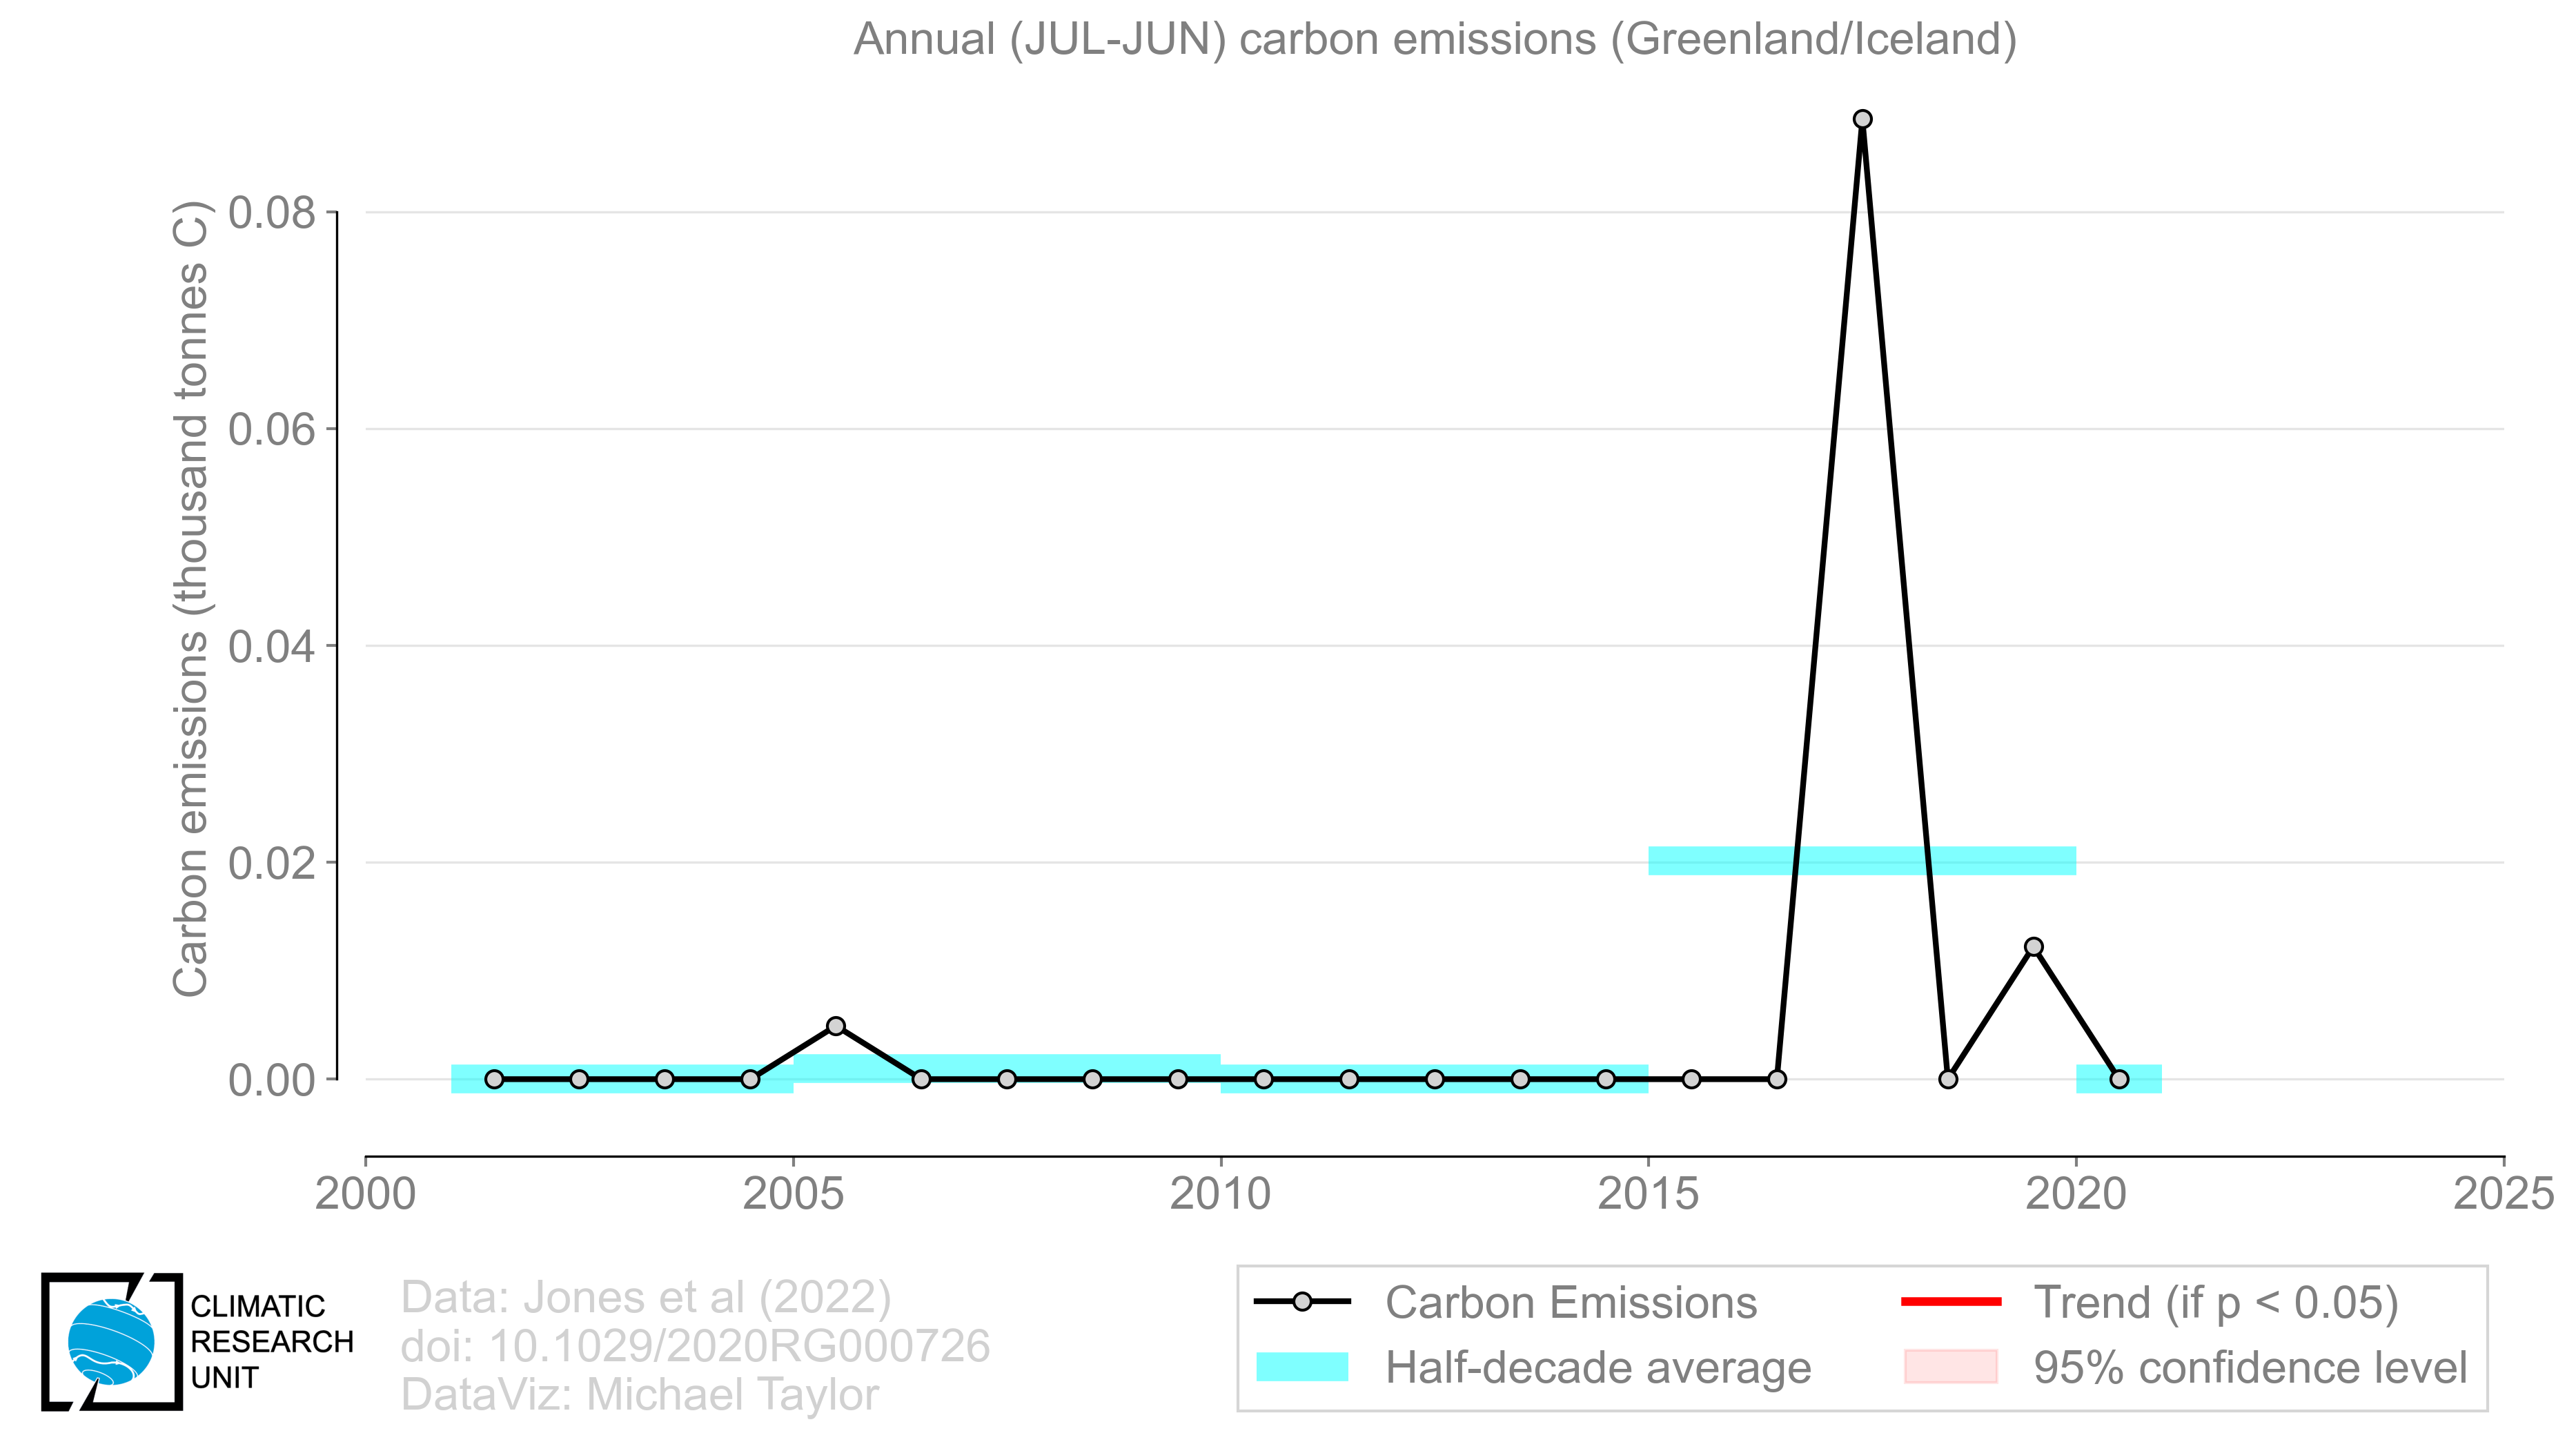 Annual (JUL-JUN) carbon emissions (Greenland/Iceland)
Carbon emissions (thousand tonnes C)
0.08
0.06
0.04
0.02
0.00
2000 2005 2010 2015 2020 2025
CLIMATIC
RESEARCH
UNIT
Data: Jones et al (2022)
doi: 10.1029/2020RG000726
DataViz: Michael Taylor
Carbon Emissions
Half-decade average
Trend (if p < 0.05)
95% confidence level